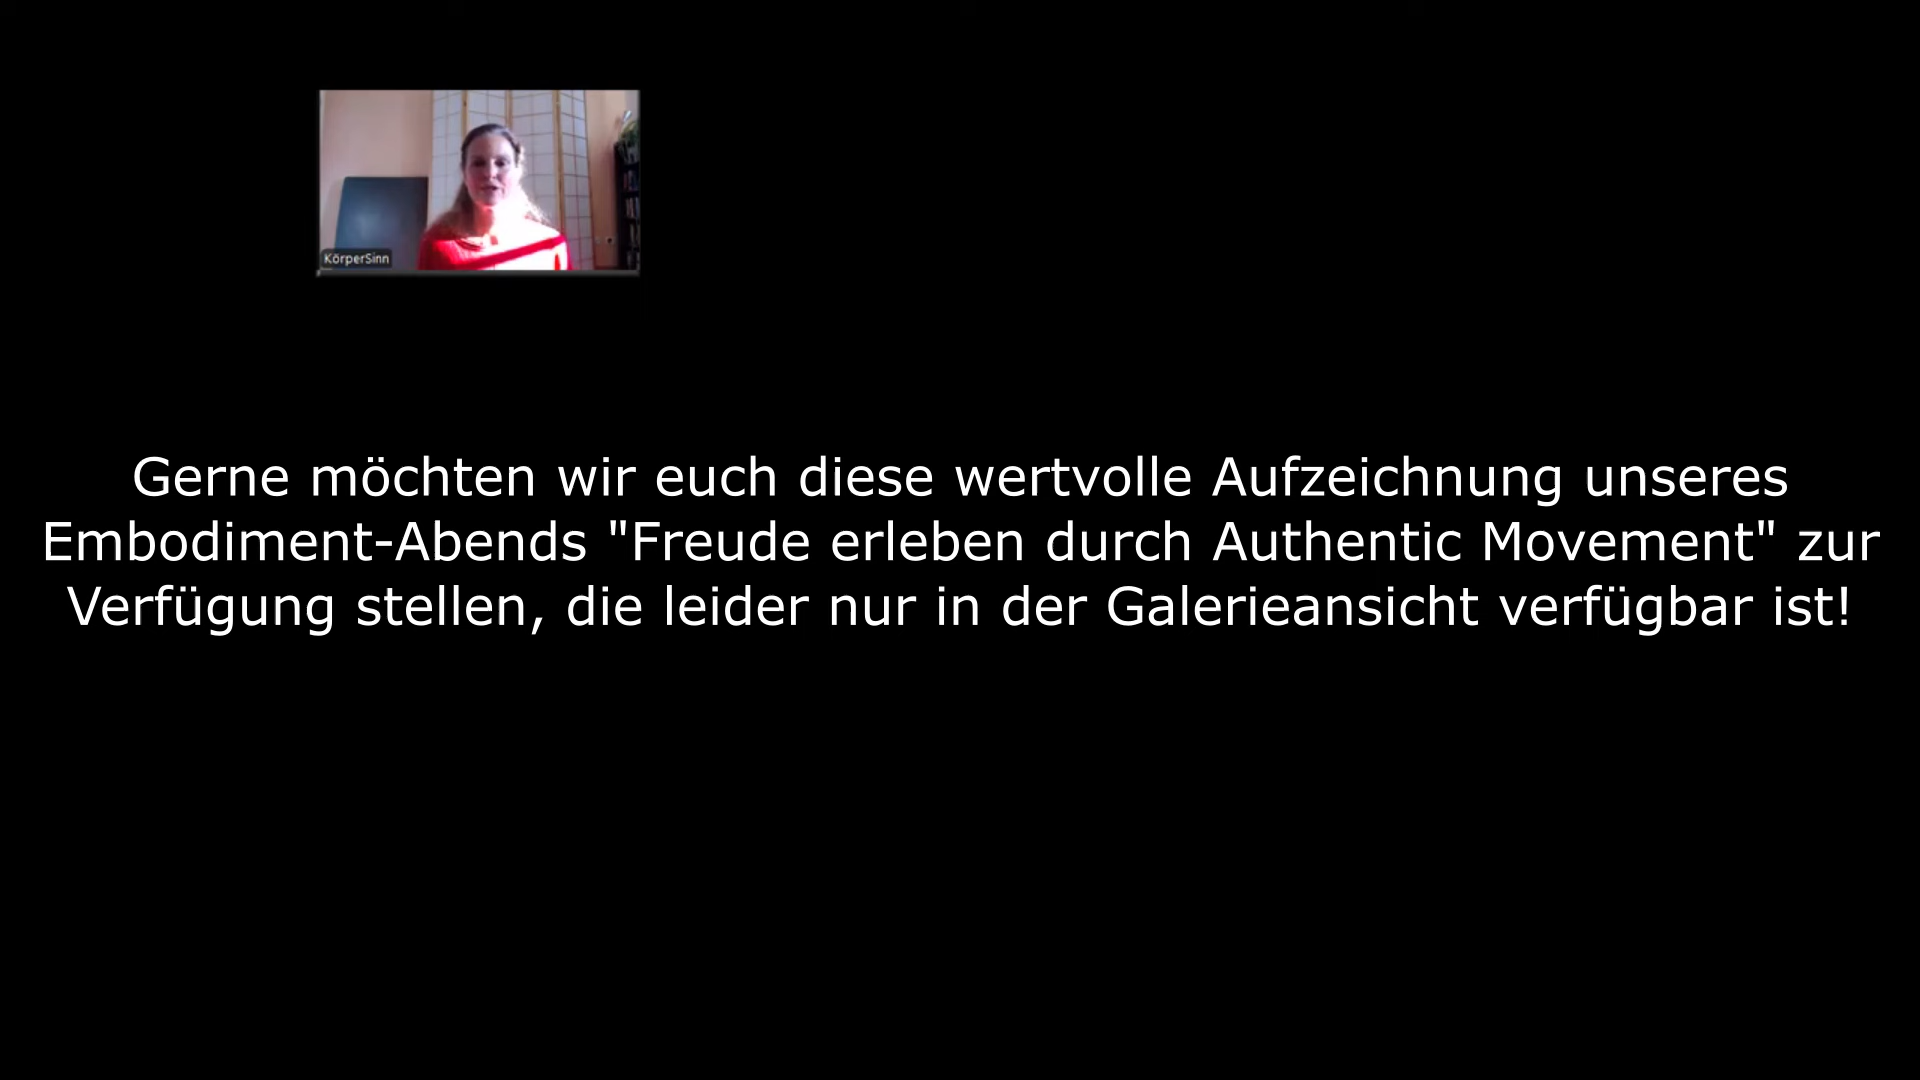 KörperSinn
Gerne möchten wir euch diese wertvolle Aufzeichnung unseres
Embodiment-Abends "Freude erleben durch Authentic Movement" zur
Verfügung stellen, die leider nur in der Galerieansicht verfügbar ist!